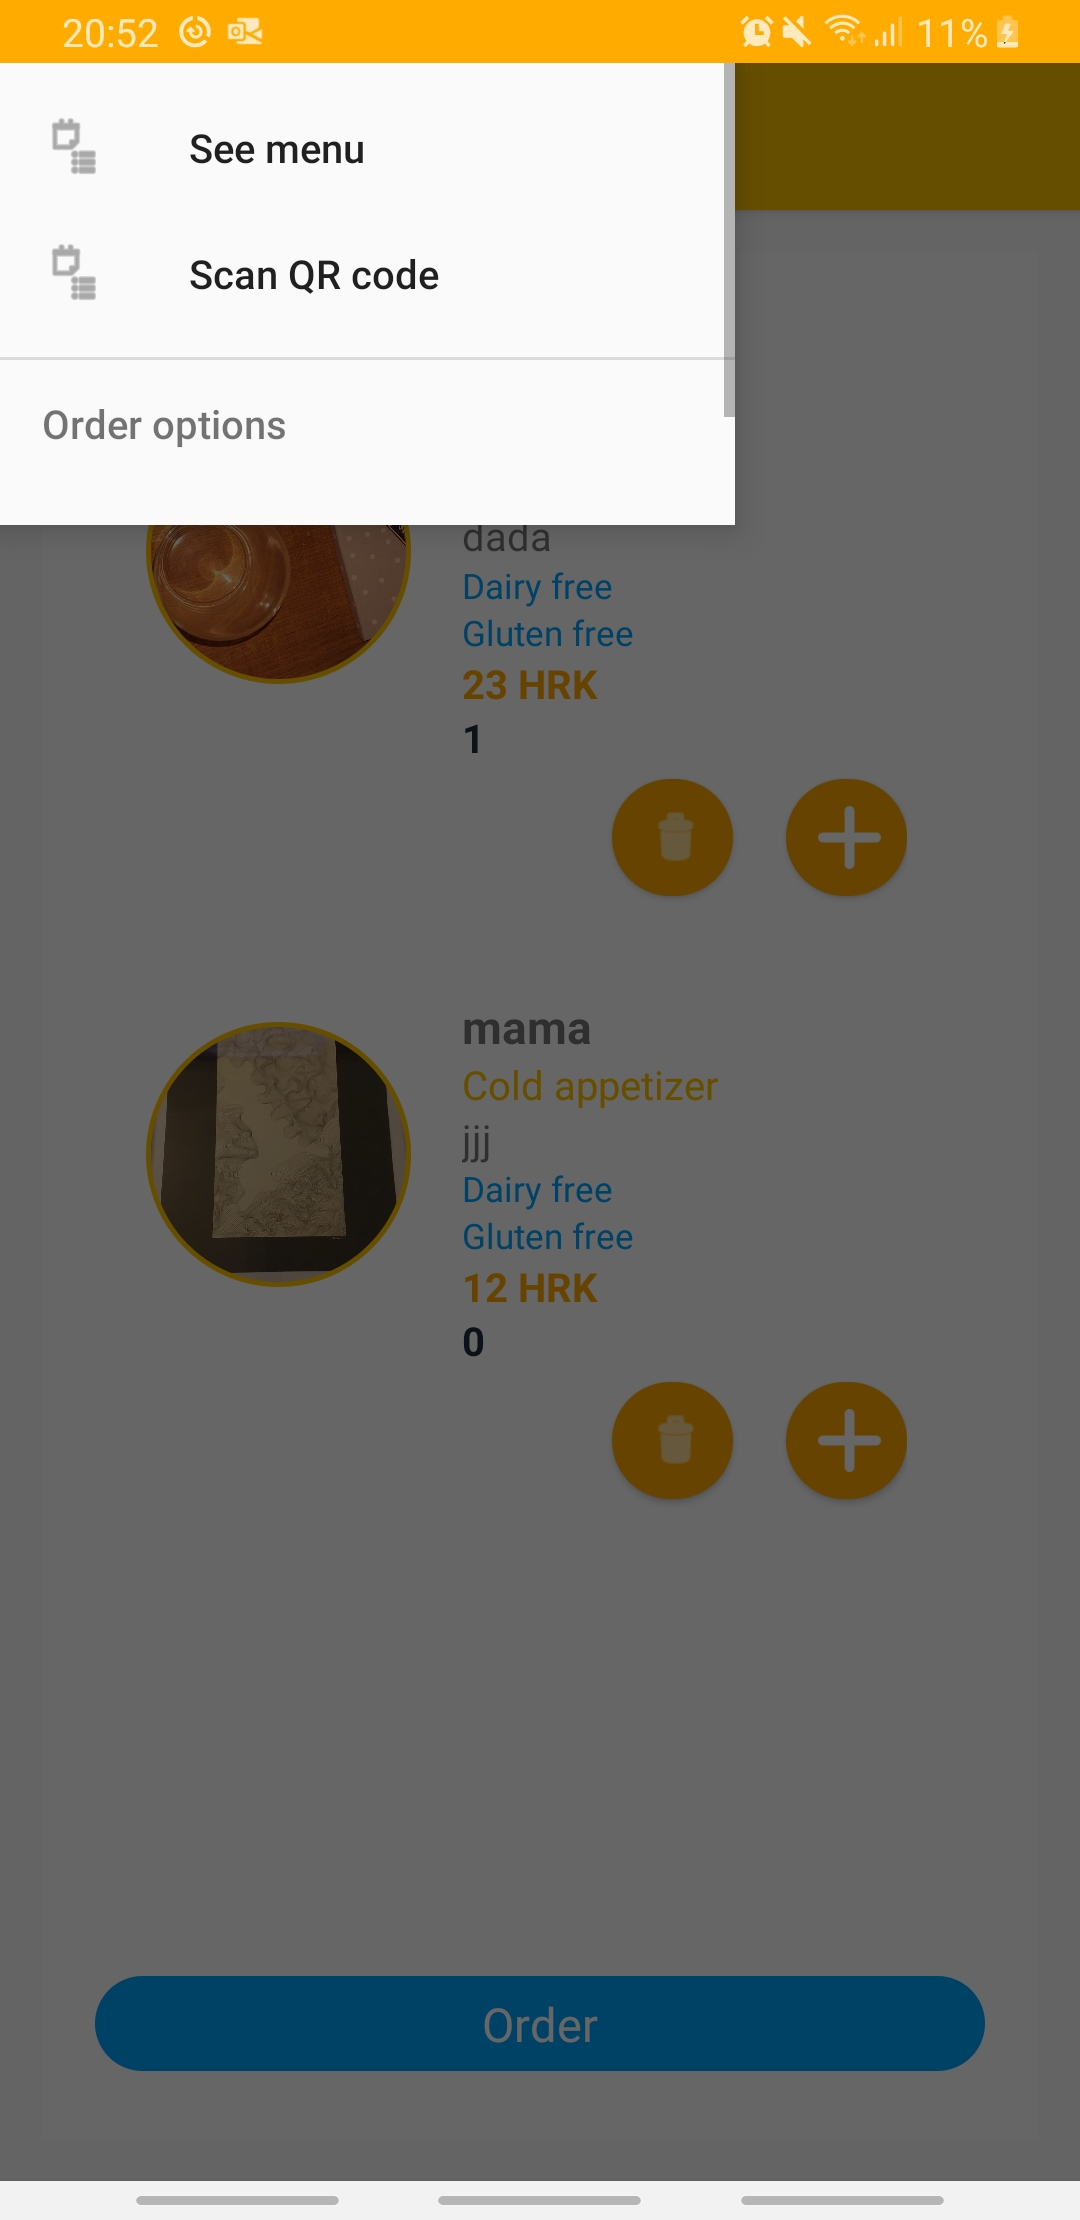 20:52
11%
See menu
Scan QR code
Order options
dada
Dairy free
Gluten free
23 HRK
1
mama
Cold appetizer
jjj
Dairy free
Gluten free
12 HRK
0
Order